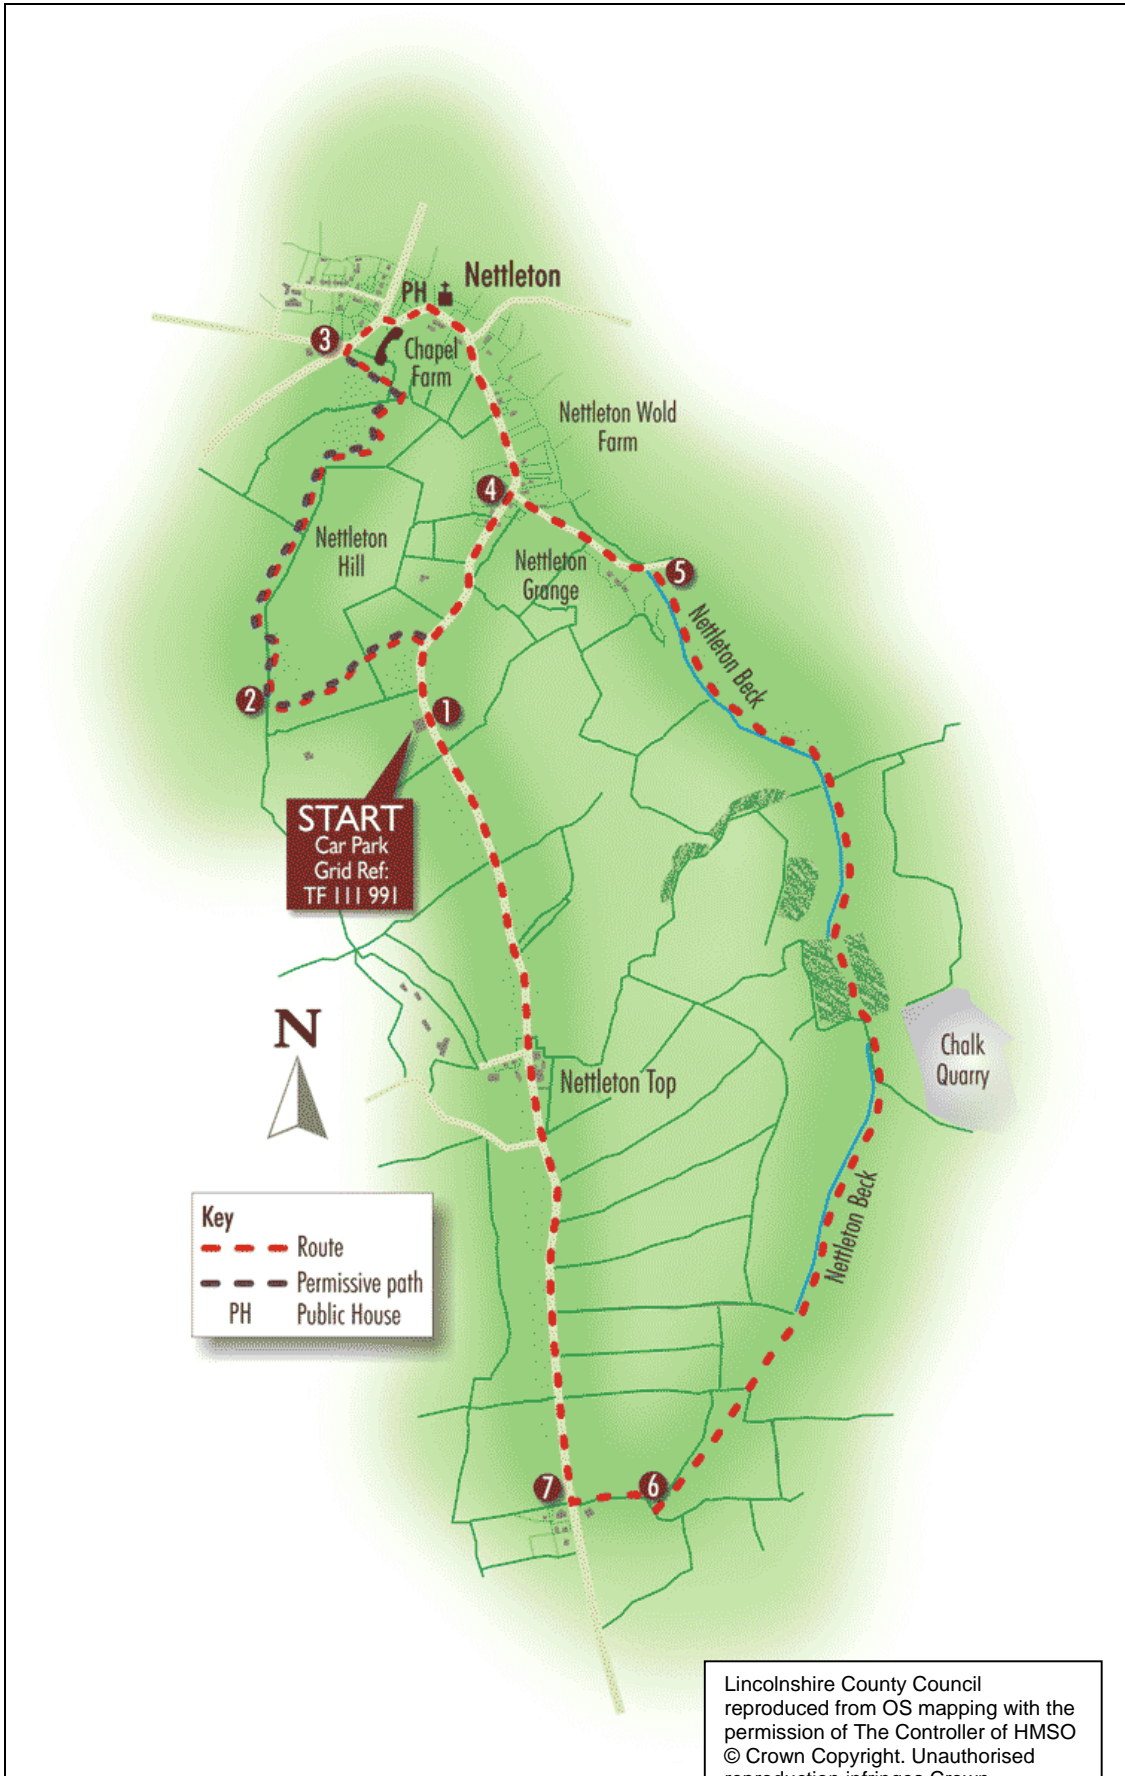 Nettleton
PH
3
Chapel
Farm
Nettleton Wold
Farm
4
Nettleton
Hill
Nettleton
Grange
5
Nettleton Beck
2
1
START
Car Park
Grid Ref:
TF 111 991
N
Chalk
Quarry
Nettleton Top
Nettleton Beck
Key
Route
Permissive path
PH Public House
7
6
Lincolnshire County Council
reproduced from OS mapping with the
permission of The Controller of HMSO
© Crown Copyright. Unauthorised
reproduction infringes Crown